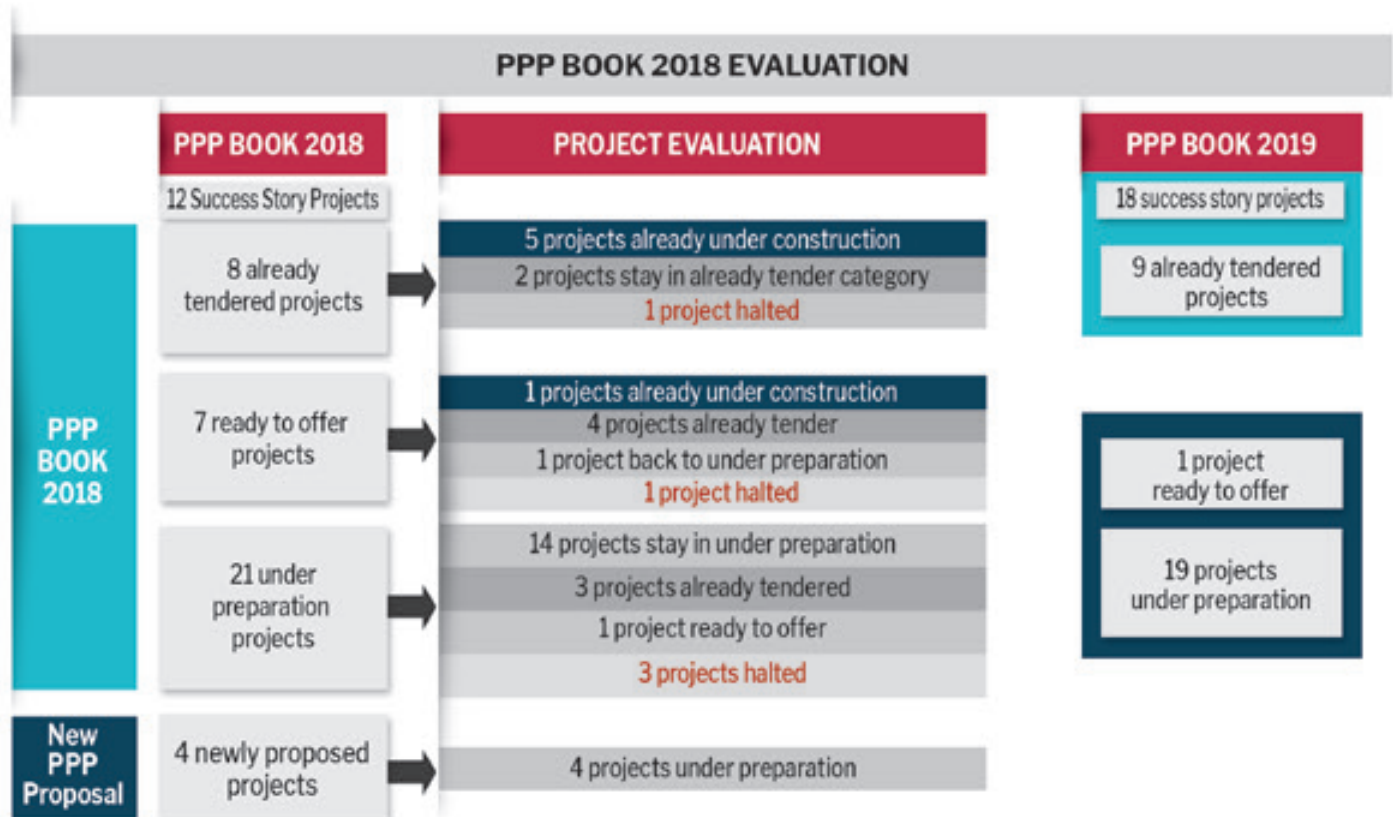 PPP BOOK 2018 EVALUATION
PPP BOOK 2018
PROJECT EVALUATION
PPP BOOK 2019
12 Success Story Projects
18 success story projects
PPP
BOOK
2018
8 already
tendered projects
5 projects already under construction
2 projects stay in already tender category
1 project halted
9 already tendered
projects
7 ready to offer
projects
1 projects already under construction
4 projects already tender
1 project back to under preparation
1 project halted
1 project
ready to offer
21 under
preparation
projects
14 projects stay in under preparation
3 projects already tendered
1 project ready to offer
3 projects halted
19 projects
under preparation
New
PPP
Proposal
4 newly proposed
projects
4 projects under preparation